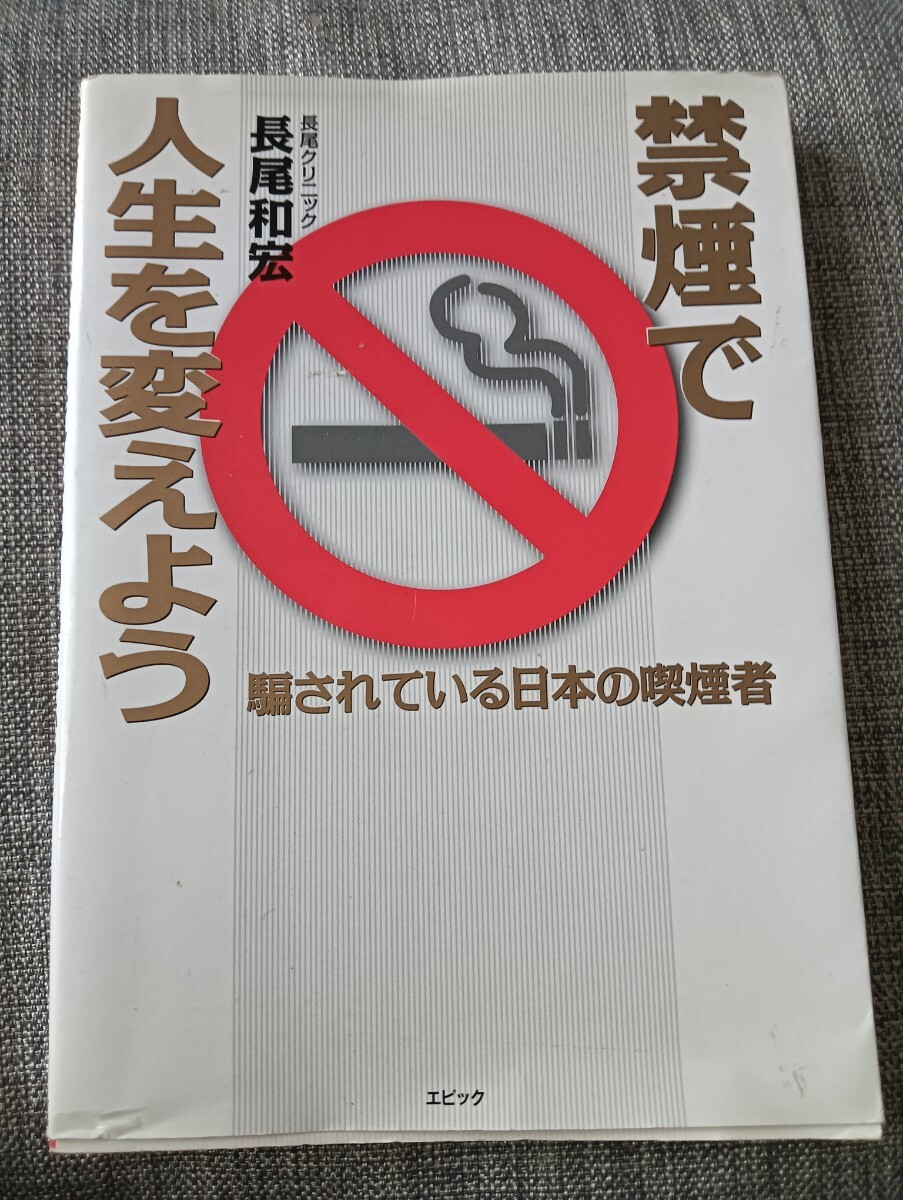 禁煙で
人生を変えよう
長尾クリニック
長尾和宏
騙されている日本の喫煙者
エピック